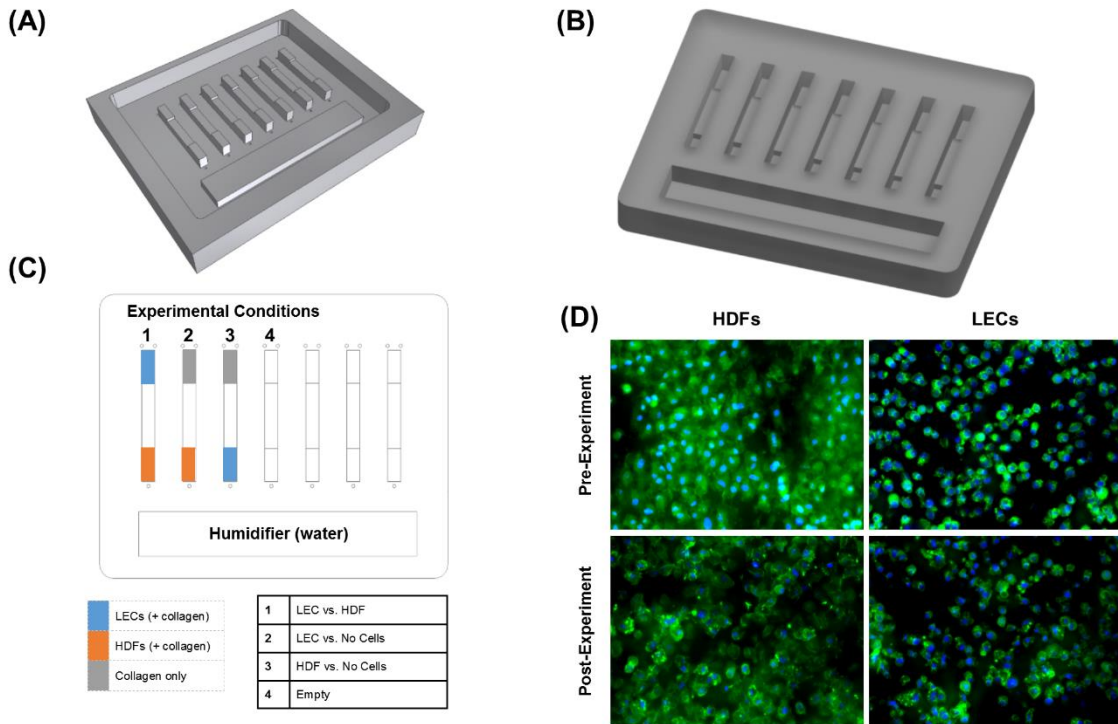 (A)
(B)
(C)
Experimental Conditions
1 2 3 4
Humidifier (water)
LECs (+ collagen)
HDFs (+ collagen)
Collagen only
1 LEC vs. HDF
2 LEC vs. No Cells
3 HDF vs. No Cells
4 Empty
(D)
HDFs LECs
Pre-Experiment
Post-Experiment